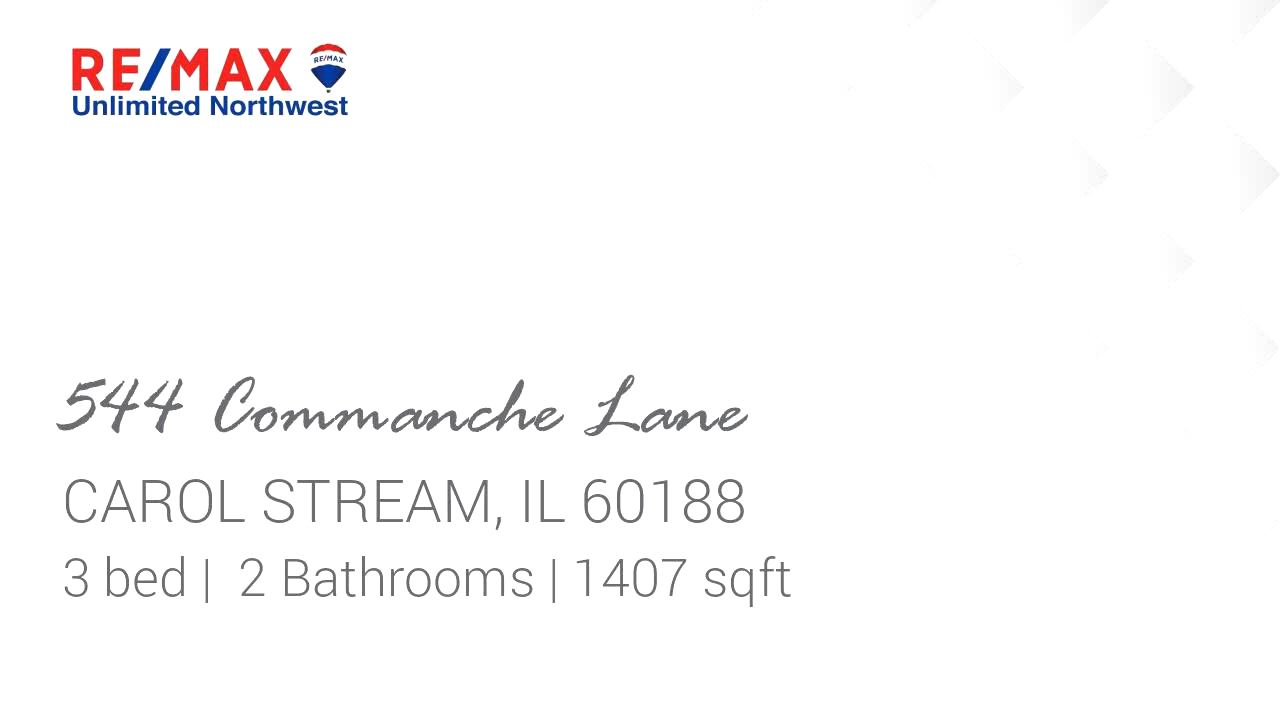 RE/MAX RE/MAX
Unlimited Northwest
544 Commanche Lane
CAROL STREAM, IL 60188
3 bed | 2 Bathrooms | 1407 sqft